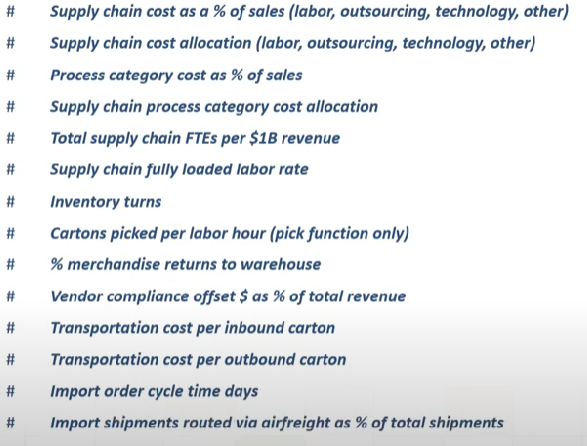 # Supply chain cost as a % of sales (labor, outsourcing, technology, other)
# Supply chain cost allocation (labor, outsourcing, technology, other)
# Process category cost as % of sales
# Supply chain process category cost allocation
# Total supply chain FTEs per $1B revenue
# Supply chain fully loaded labor rate
# Inventory turns
# Cartons picked per labor hour (pick function only)
# % merchandise returns to warehouse
# Vendor compliance offset $ as % of total revenue
# Transportation cost per inbound carton
# Transportation cost per outbound carton
# Import order cycle time days
# Import shipments routed via airfreight as % of total shipments